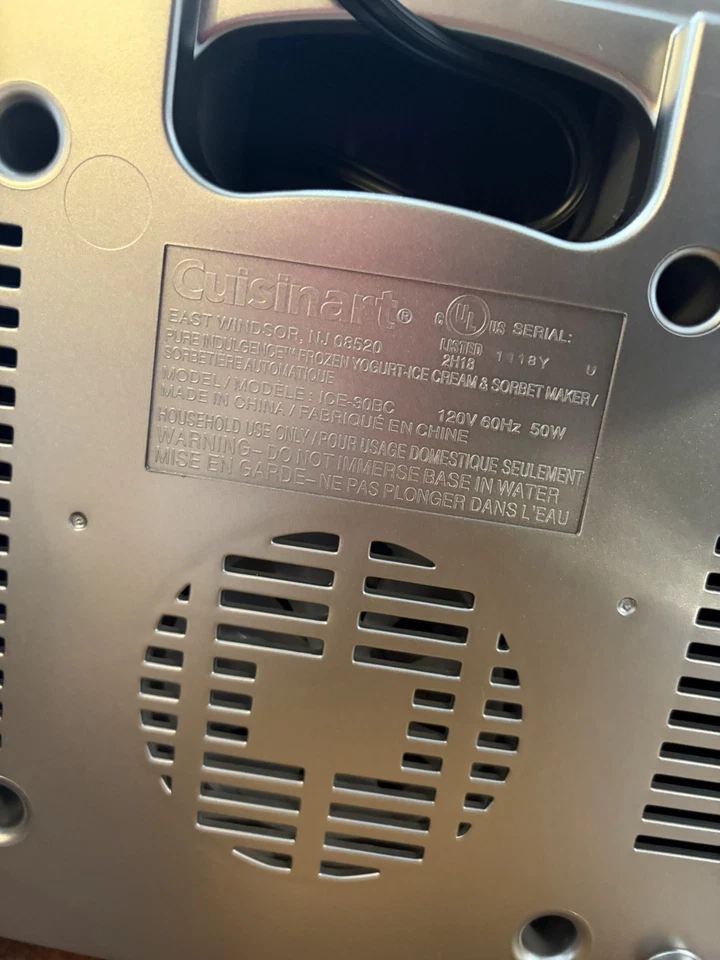 Cuisinart®
EAST WINDSOR, NJ 08520
C UL US
LISTED
2H18
SERIAL:
1118Y U
PURE INDULGENCE™ FROZEN YOGURT-ICE CREAM & SORBET MAKER /
SORBETIÈRE AUTOMATIQUE
MODEL / MODÈLE: ICE-30BC 120V 60Hz 50W
MADE IN CHINA / FABRIQUÉ EN CHINE
HOUSEHOLD USE ONLY/POUR USAGE DOMESTIQUE SEULEMENT
WARNING– DO NOT IMMERSE BASE IN WATER
MISE EN GARDE– NE PAS PLONGER DANS L'EAU